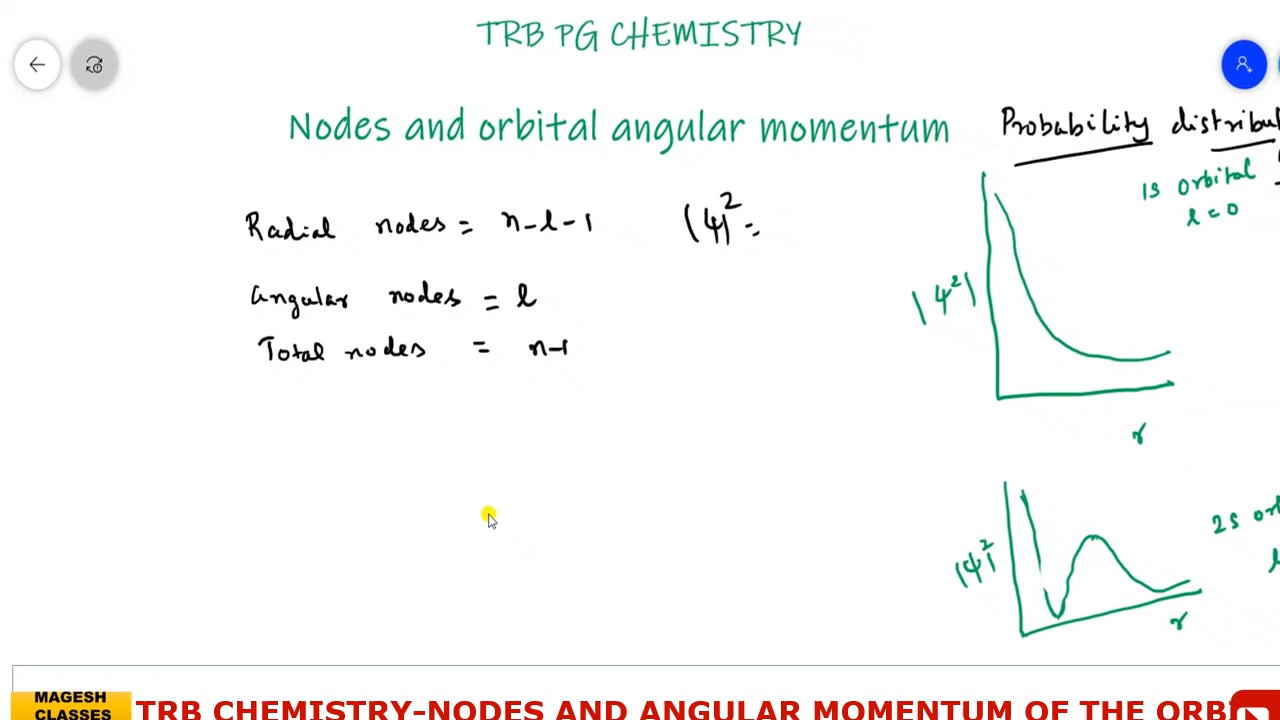 TRB PG CHEMISTRY
Nodes and orbital angular momentum
Radial nodes = n-l-1
|ψ|² =
Angular nodes = l
Total nodes = n-1
Probability distribut
1s orbital
l=0
|ψ²|
r
2s orb
l
|ψ|²
r
MAGESH
CLASSES
TRB CHEMISTRY-NODES AND ANGULAR MOMENTUM OF THE ORBI